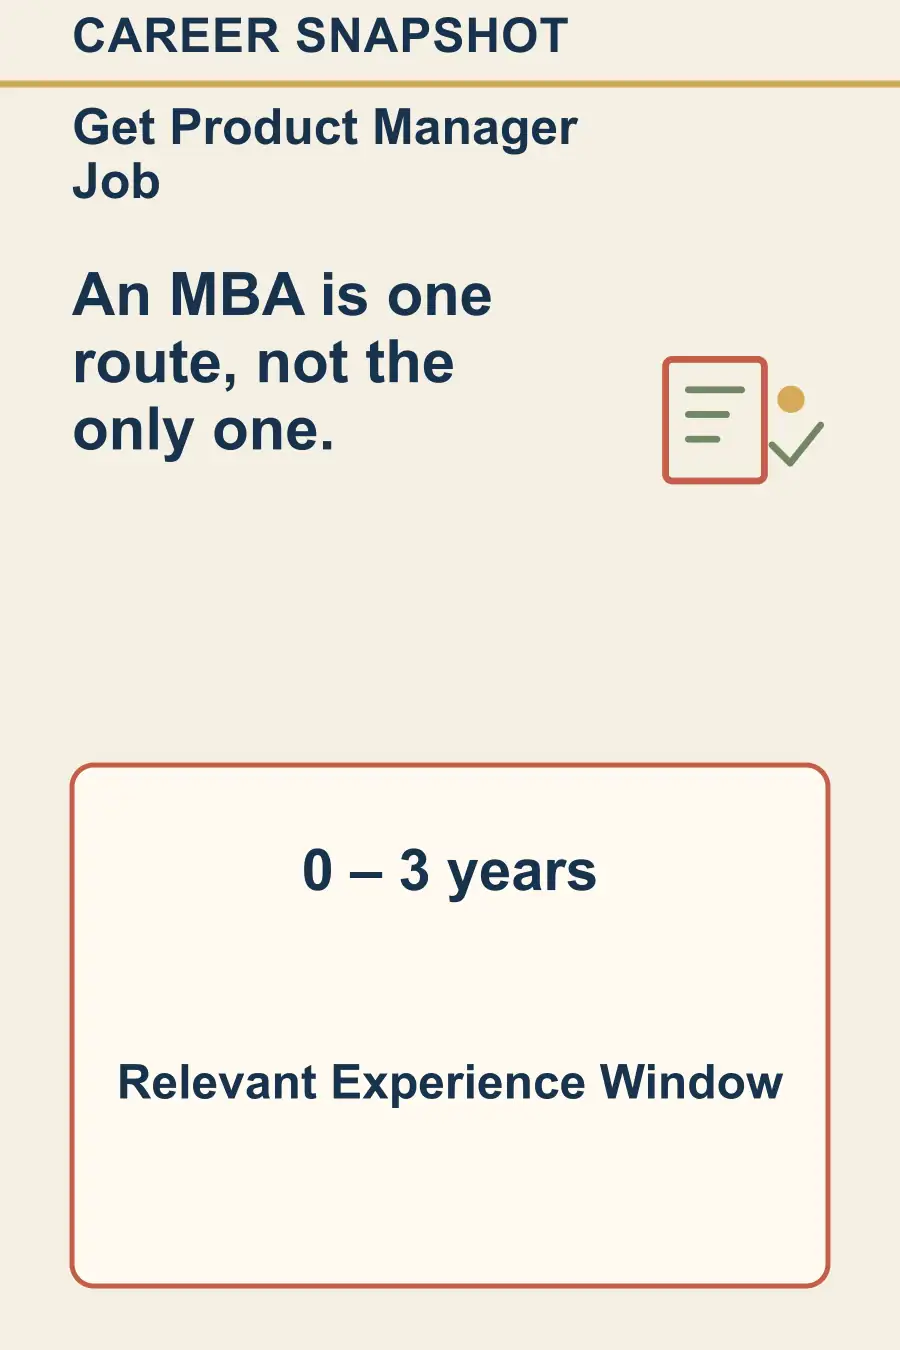 CAREER SNAPSHOT
Get Product Manager
Job
An MBA is one
route, not the
only one.
0 – 3 years
Relevant Experience Window